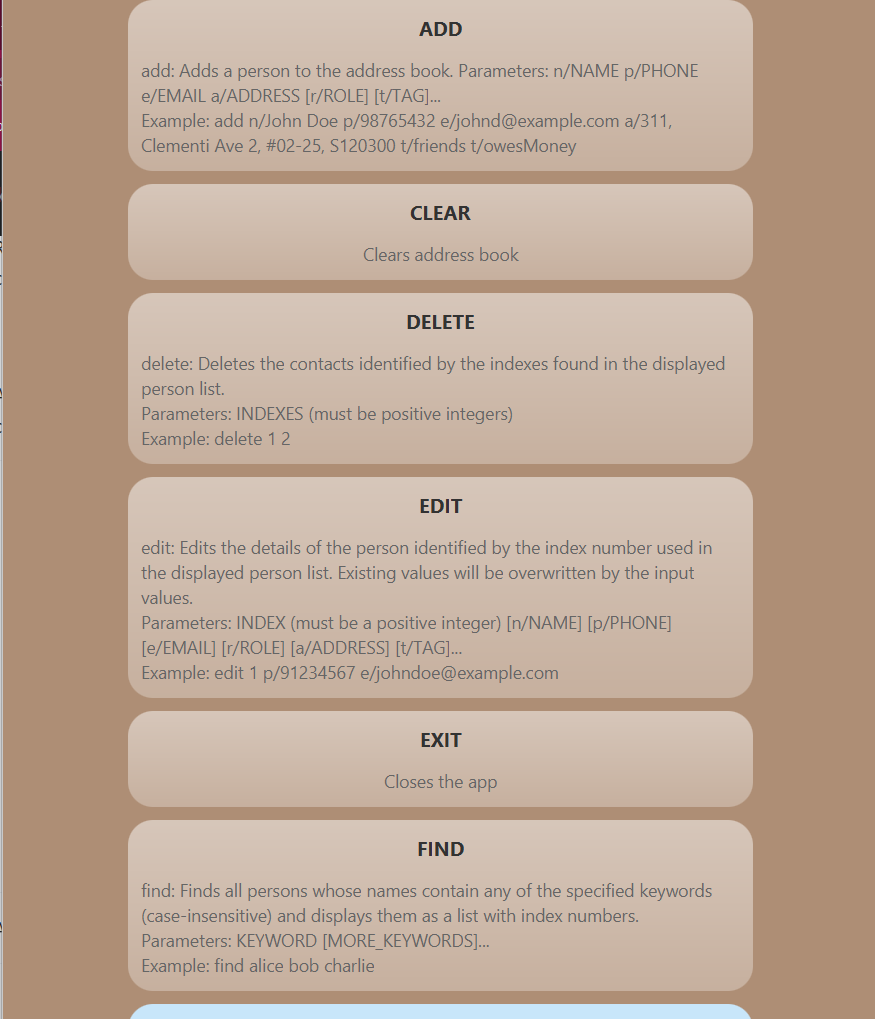 ADD
add: Adds a person to the address book. Parameters: n/NAME p/PHONE
e/EMAIL a/ADDRESS [r/ROLE] [t/TAG]...
Example: add n/John Doe p/98765432 e/johnd@example.com a/311,
Clementi Ave 2, #02-25, S120300 t/friends t/owesMoney
CLEAR
Clears address book
DELETE
delete: Deletes the contacts identified by the indexes found in the displayed
person list.
Parameters: INDEXES (must be positive integers)
Example: delete 1 2
EDIT
edit: Edits the details of the person identified by the index number used in
the displayed person list. Existing values will be overwritten by the input
values.
Parameters: INDEX (must be a positive integer) [n/NAME] [p/PHONE]
[e/EMAIL] [r/ROLE] [a/ADDRESS] [t/TAG]...
Example: edit 1 p/91234567 e/johndoe@example.com
EXIT
Closes the app
FIND
find: Finds all persons whose names contain any of the specified keywords
(case-insensitive) and displays them as a list with index numbers.
Parameters: KEYWORD [MORE_KEYWORDS]...
Example: find alice bob charlie